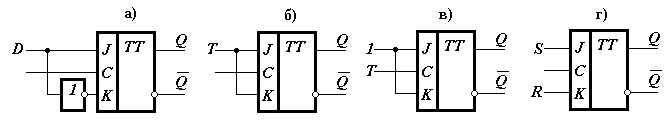 а) б) в) г)
D J TT Q T J TT Q 1 J TT Q S J TT Q
C C T C C
1 K Q K Q K Q R K Q